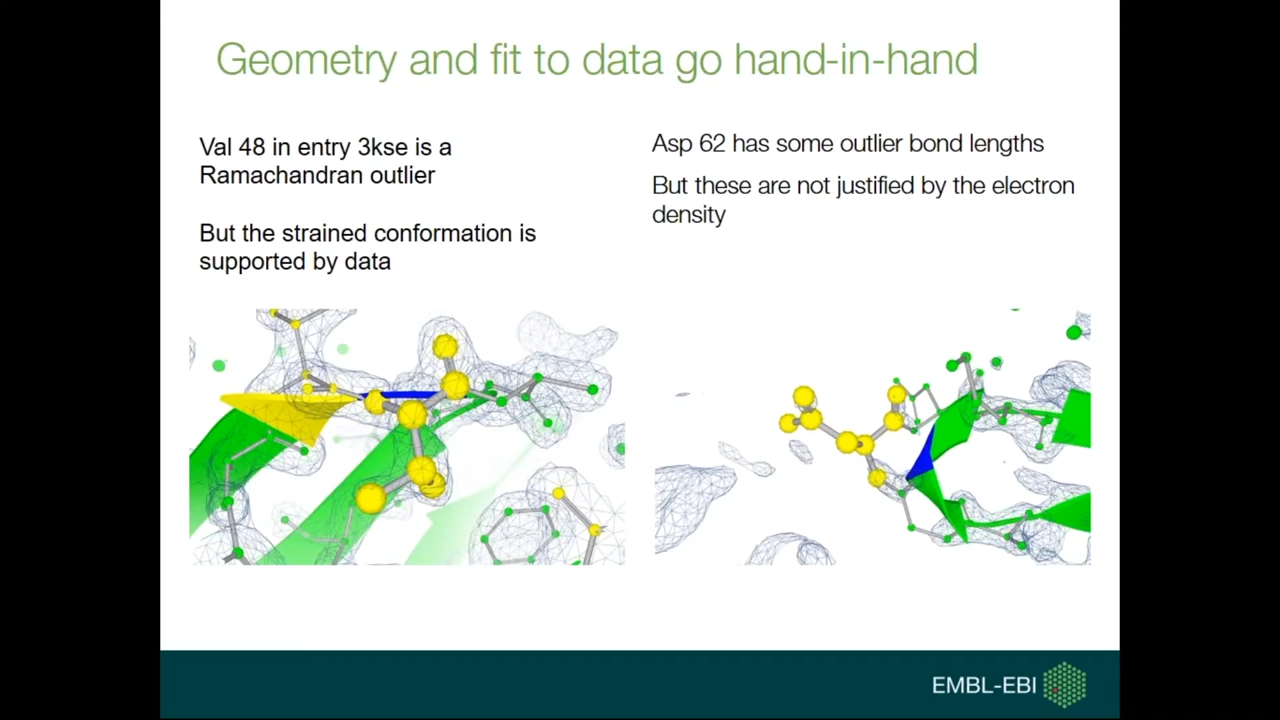 Geometry and fit to data go hand-in-hand
Val 48 in entry 3kse is a
Ramachandran outlier
But the strained conformation is
supported by data
Asp 62 has some outlier bond lengths
But these are not justified by the electron
density
EMBL-EBI